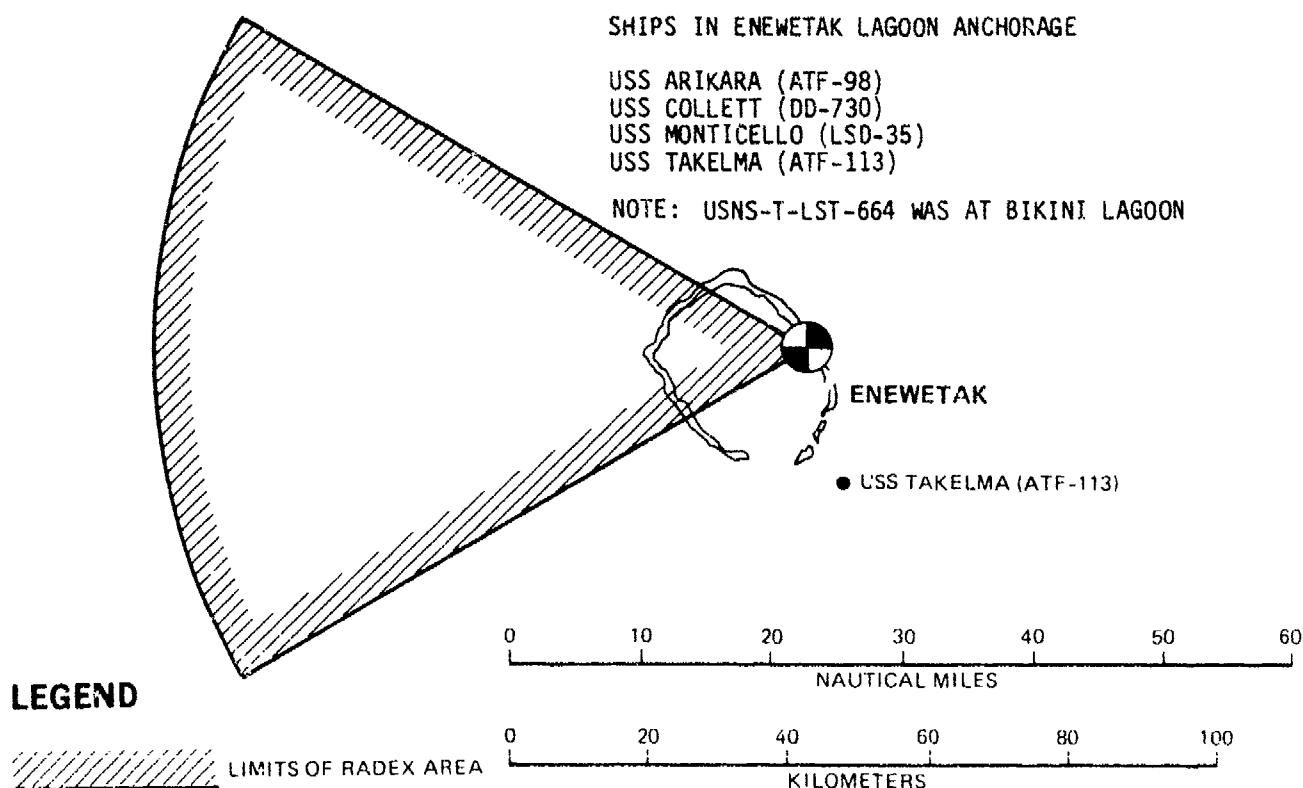 SHIPS IN ENEWETAK LAGOON ANCHORAGE
USS ARIKARA (ATF-98)
USS COLLETT (DD-730)
USS MONTICELLO (LSD-35)
USS TAKELMA (ATF-113)
NOTE: USNS-T-LST-664 WAS AT BIKINI LAGOON
ENEWETAK
USS TAKELMA (ATF-113)
0 10 20 30 40 50 60
NAUTICAL MILES
LEGEND
LIMITS OF RADEX AREA
0 20 40 60 80 100
KILOMETERS